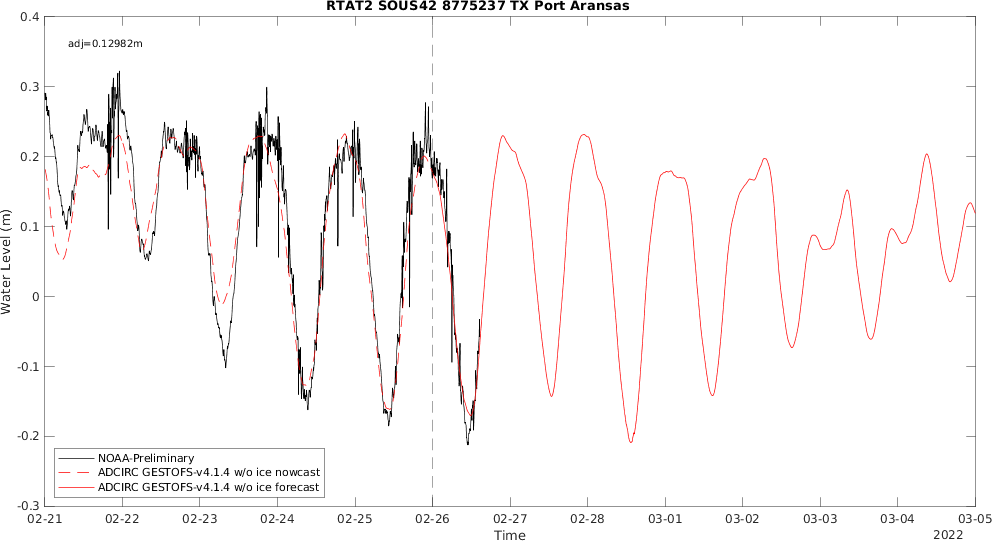 RTAT2 SOUS42 8775237 TX Port Aransas
adj=0.12982m
0.4
0.3
0.2
0.1
0
-0.1
-0.2
-0.3
Water Level (m)
NOAA-Preliminary
ADCIRC GESTOFS-v4.1.4 w/o ice nowcast
ADCIRC GESTOFS-v4.1.4 w/o ice forecast
02-21 02-22 02-23 02-24 02-25 02-26 02-27 02-28 03-01 03-02 03-03 03-04 03-05
Time
2022